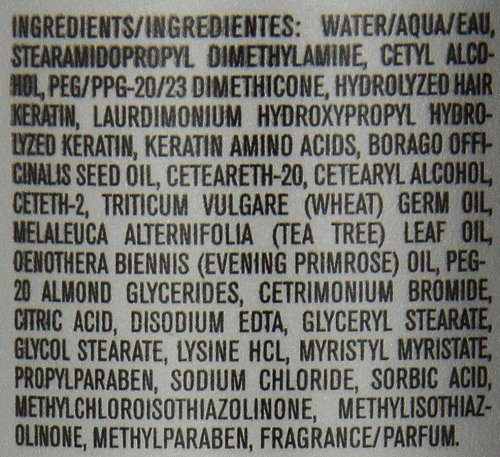 INGREDIENTS/INGREDIENTES: WATER/AQUA/EAU,
STEARAMIDOPROPYL DIMETHYLAMINE, CETYL ALCO-
HOL, PEG/PPG-20/23 DIMETHICONE, HYDROLYZED HAIR
KERATIN, LAURDIMONIUM HYDROXYPROPYL HYDRO-
LYZED KERATIN, KERATIN AMINO ACIDS, BORAGO OFFI-
CINALIS SEED OIL, CETEARETH-20, CETEARYL ALCOHOL,
CETETH-2, TRITICUM VULGARE (WHEAT) GERM OIL,
MELALEUCA ALTERNIFOLIA (TEA TREE) LEAF OIL,
OENOTHERA BIENNIS (EVENING PRIMROSE) OIL, PEG-
20 ALMOND GLYCERIDES, CETRIMONIUM BROMIDE,
CITRIC ACID, DISODIUM EDTA, GLYCERYL STEARATE,
GLYCOL STEARATE, LYSINE HCL, MYRISTYL MYRISTATE,
PROPYLPARABEN, SODIUM CHLORIDE, SORBIC ACID,
METHYLCHLOROISOTHIAZOLINONE, METHYLISOTHIAZ-
OLINONE, METHYLPARABEN, FRAGRANCE/PARFUM.